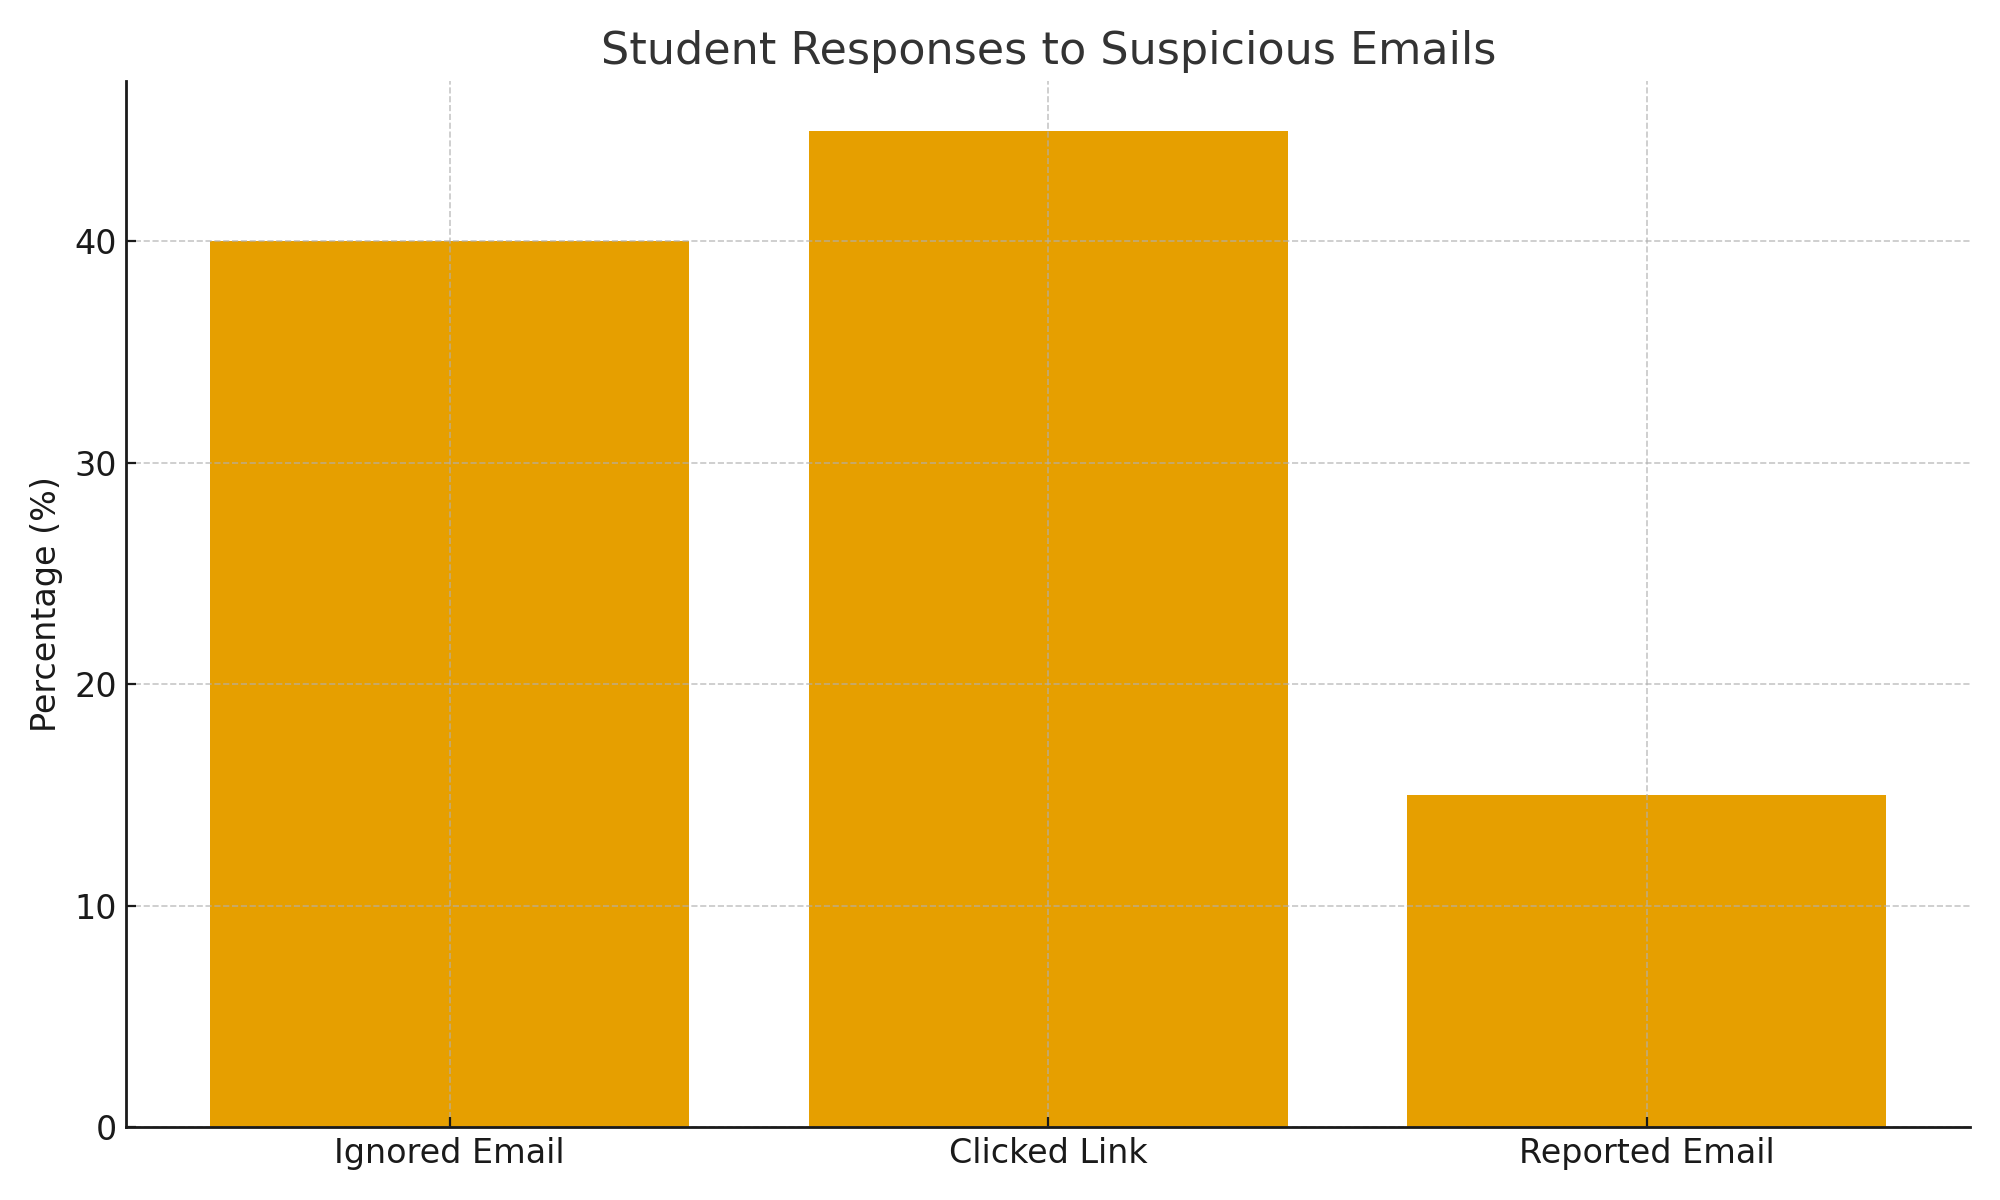 Student Responses to Suspicious Emails
Percentage (%)
40
30
20
10
0
Ignored Email
Clicked Link
Reported Email